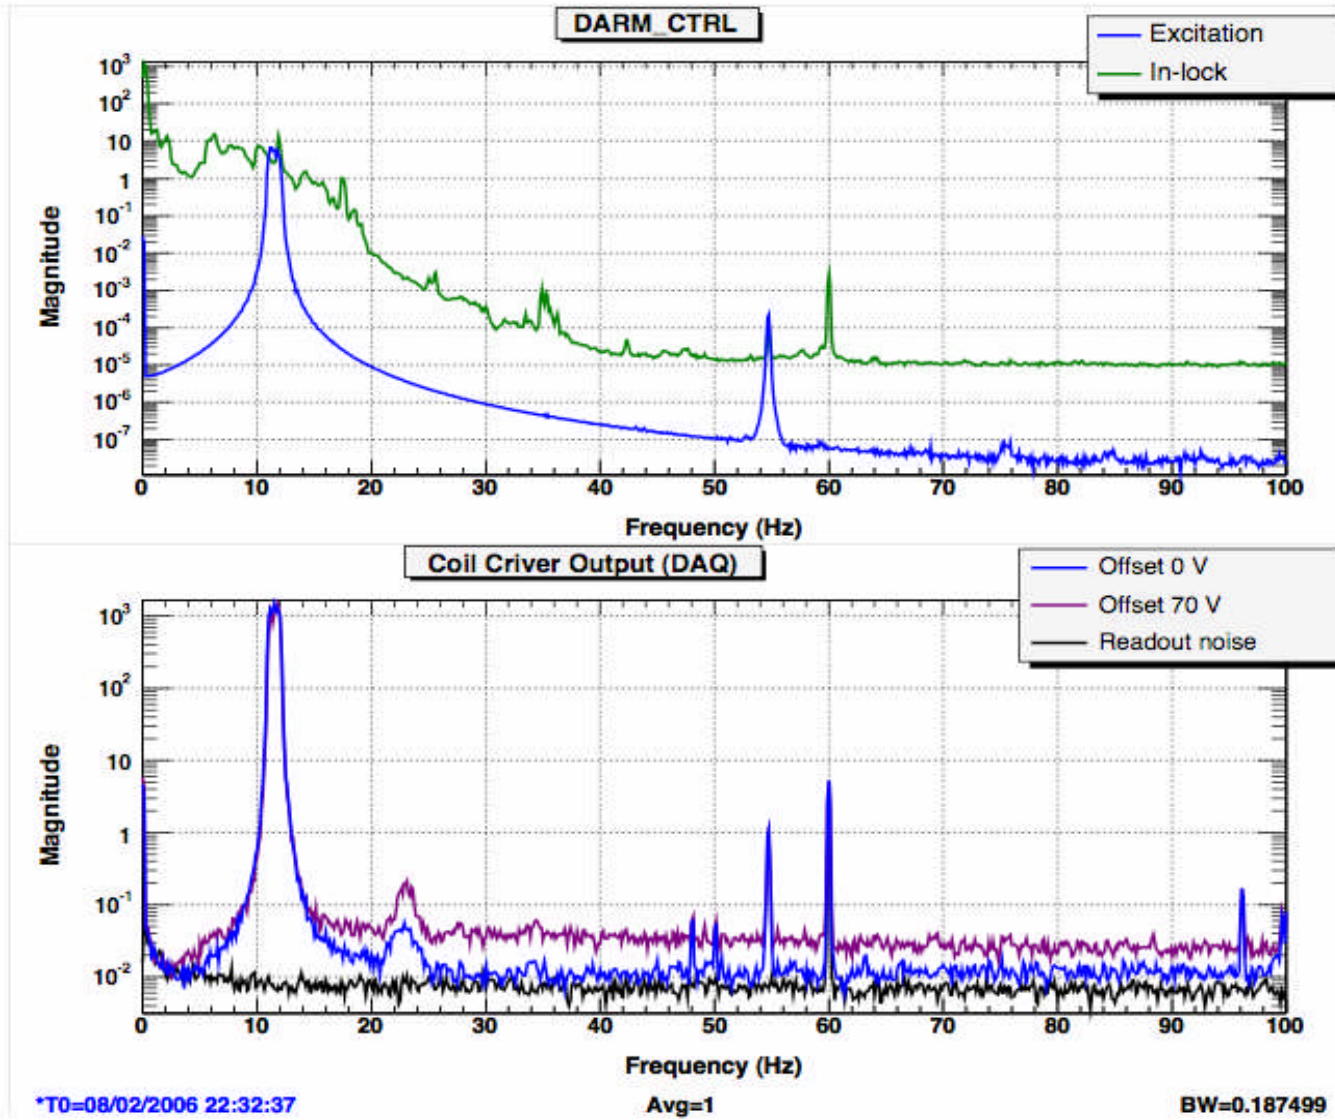 DARM_CTRL
Excitation
In-lock
10³
10²
10
1
10⁻¹
10⁻²
10⁻³
10⁻⁴
10⁻⁵
10⁻⁶
10⁻⁷
Magnitude
0 10 20 30 40 50 60 70 80 90 100
Frequency (Hz)
Coil Criver Output (DAQ)
Offset 0 V
Offset 70 V
Readout noise
10³
10²
10
1
10⁻¹
10⁻²
Magnitude
0 10 20 30 40 50 60 70 80 90 100
Frequency (Hz)
*T0=08/02/2006 22:32:37 Avg=1 BW=0.187499